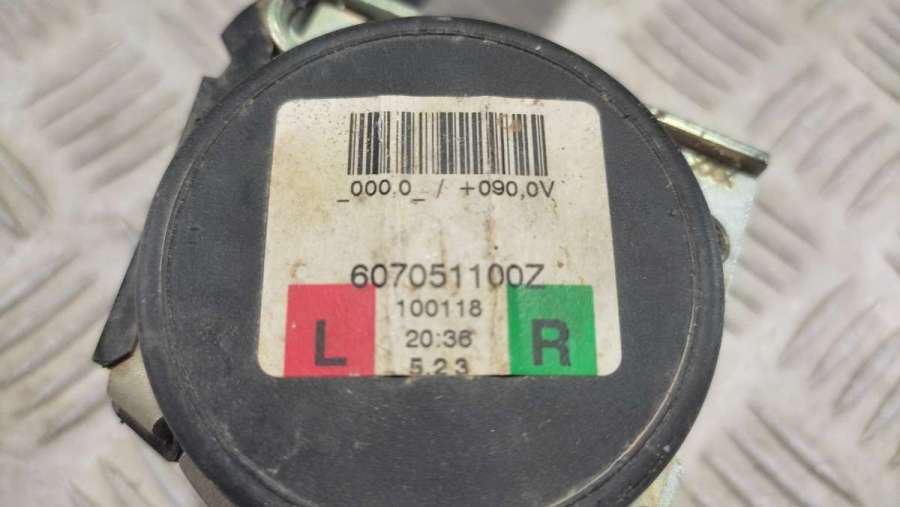 _000,0_ / +090,0V
607051100Z
100118
L 20:36 R
5.2 3